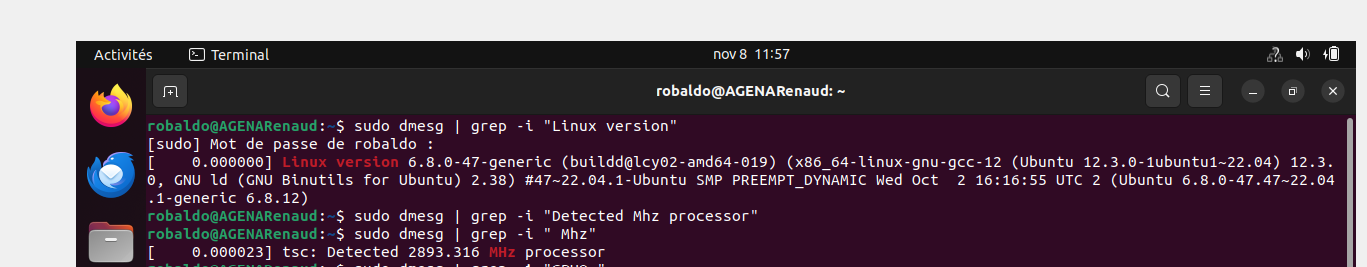 Activités Terminal nov 8 11:57
robaldo@AGENARenaud: ~
robaldo@AGENARenaud:~$ sudo dmesg | grep -i "Linux version"
[sudo] Mot de passe de robaldo :
[    0.000000] Linux version 6.8.0-47-generic (buildd@lcy02-amd64-019) (x86_64-linux-gnu-gcc-12 (Ubuntu 12.3.0-1ubuntu1~22.04) 12.3.
0, GNU ld (GNU Binutils for Ubuntu) 2.38) #47~22.04.1-Ubuntu SMP PREEMPT_DYNAMIC Wed Oct  2 16:16:55 UTC 2 (Ubuntu 6.8.0-47.47~22.04
.1-generic 6.8.12)
robaldo@AGENARenaud:~$ sudo dmesg | grep -i "Detected Mhz processor"
robaldo@AGENARenaud:~$ sudo dmesg | grep -i " Mhz"
[    0.000023] tsc: Detected 2893.316 MHz processor